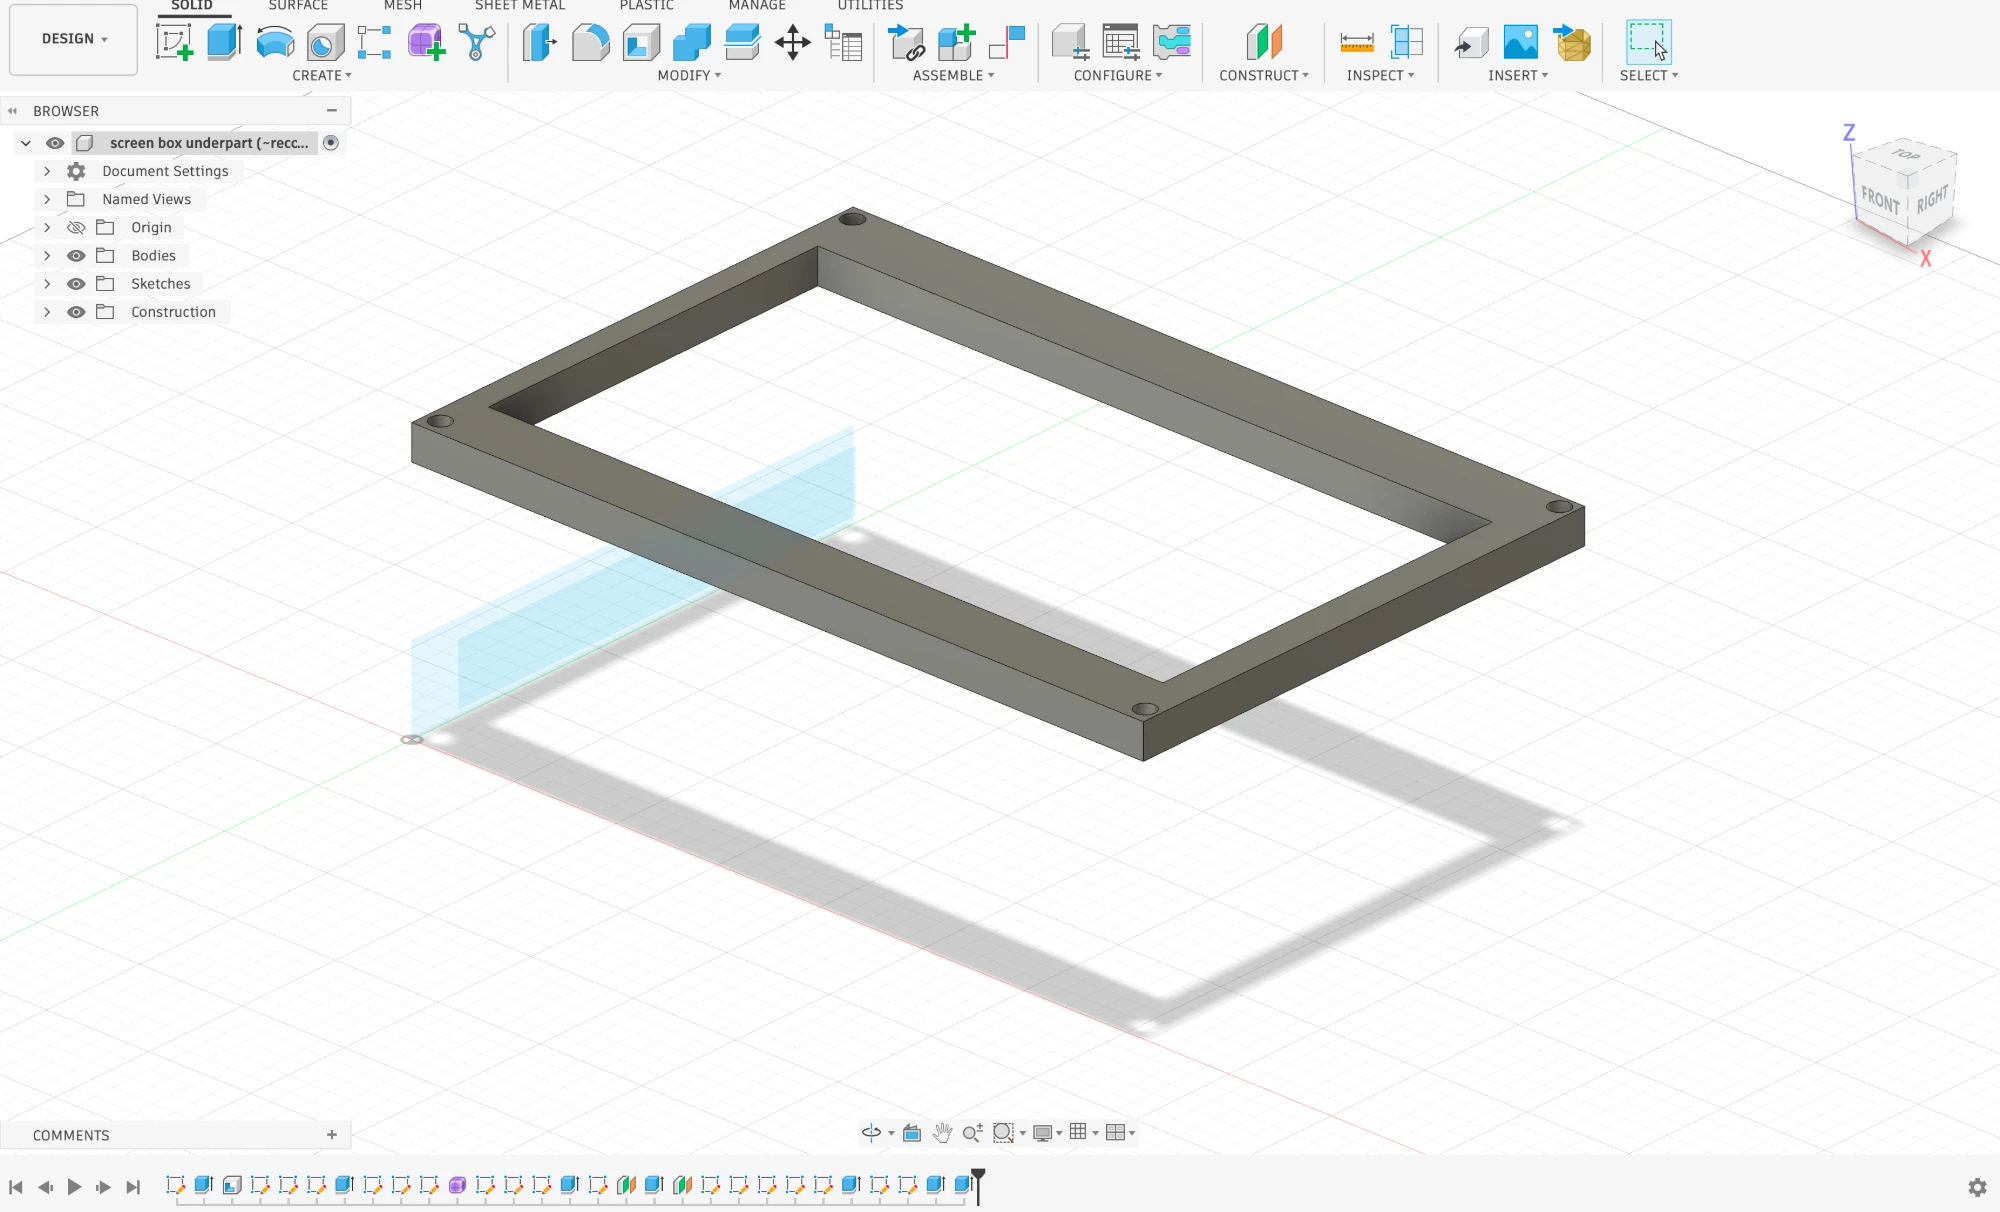 SOLID SURFACE MESH SHEET METAL PLASTIC MANAGE UTILITIES
DESIGN
CREATE MODIFY ASSEMBLE CONFIGURE CONSTRUCT INSPECT INSERT SELECT
BROWSER
screen box underpart (~recc...
Document Settings
Named Views
Origin
Bodies
Sketches
Construction
Z
TOP
FRONT
RIGHT
X
COMMENTS